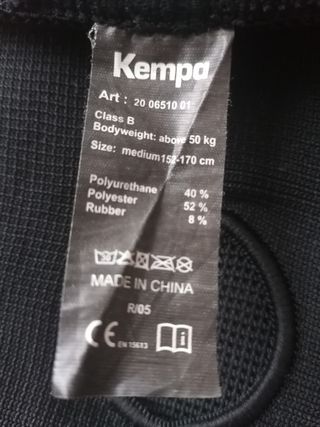 Kempa
Art : 20 06510 01
Class B
Bodyweight: above 50 kg
Size: medium 170 cm
Polyurethane 40 %
Polyester 52 %
Rubber 8 %
MADE IN CHINA
R/05
CE EN 15613